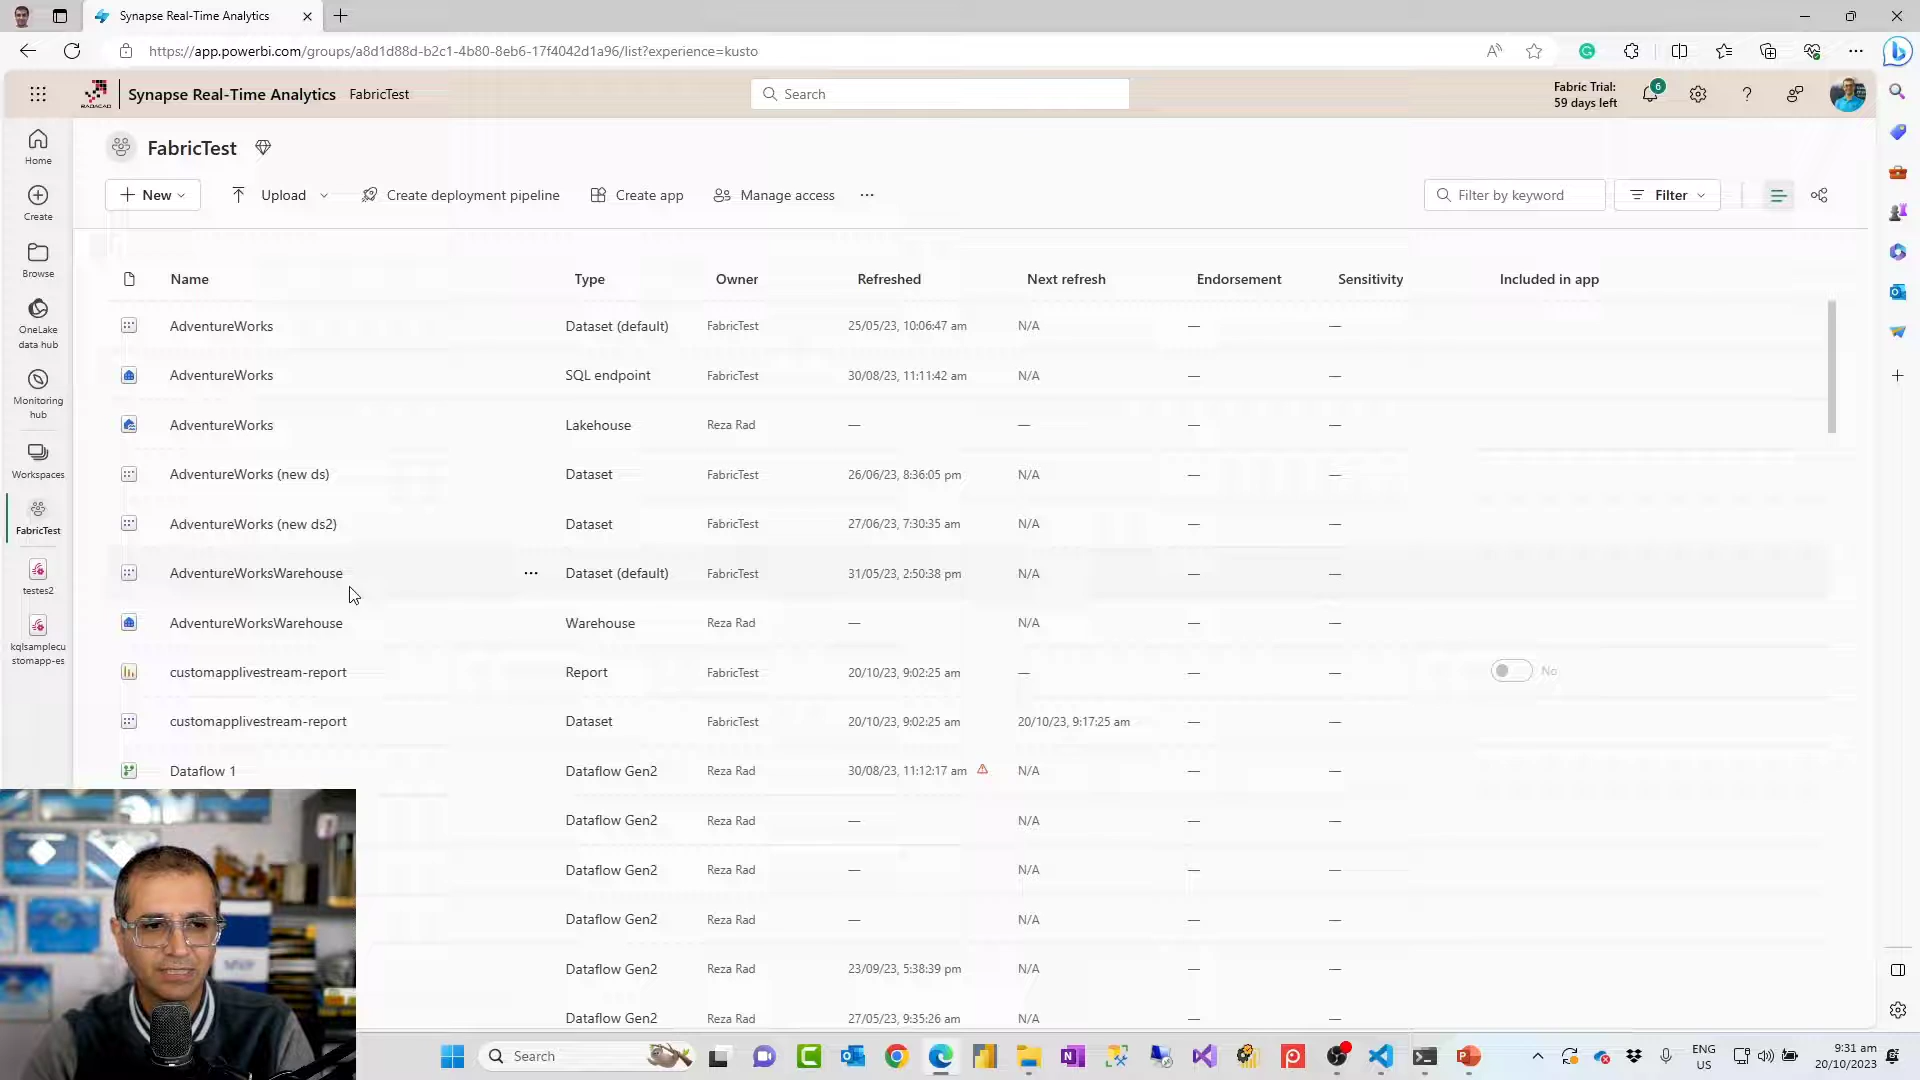 Synapse Real-Time Analytics
https://app.powerbi.com/groups/a8d1d88d-b2c1-4b80-8eb6-17f4042d1a96/list?experience=kusto
RADACAD
Synapse Real-Time Analytics FabricTest
Search
Fabric Trial:
59 days left
6
Home
Create
Browse
OneLake
data hub
Monitoring
hub
Workspaces
FabricTest
testes2
kqlsamplecu
stomapp-es
FabricTest
New
Upload
Create deployment pipeline
Create app
Manage access
Filter by keyword
Filter
Name Type Owner Refreshed Next refresh Endorsement Sensitivity Included in app
AdventureWorks Dataset (default) FabricTest 25/05/23, 10:06:47 am N/A — —
AdventureWorks SQL endpoint FabricTest 30/08/23, 11:11:42 am N/A — —
AdventureWorks Lakehouse Reza Rad — — — —
AdventureWorks (new ds) Dataset FabricTest 26/06/23, 8:36:05 pm N/A — —
AdventureWorks (new ds2) Dataset FabricTest 27/06/23, 7:30:35 am N/A — —
AdventureWorksWarehouse Dataset (default) FabricTest 31/05/23, 2:50:38 pm N/A — —
AdventureWorksWarehouse Warehouse Reza Rad — N/A — —
customapplivestream-report Report FabricTest 20/10/23, 9:02:25 am — — — No
customapplivestream-report Dataset FabricTest 20/10/23, 9:02:25 am 20/10/23, 9:17:25 am — —
Dataflow 1 Dataflow Gen2 Reza Rad 30/08/23, 11:12:17 am N/A — —
Dataflow Gen2 Reza Rad — N/A — —
Dataflow Gen2 Reza Rad — N/A — —
Dataflow Gen2 Reza Rad — N/A — —
Dataflow Gen2 Reza Rad 23/09/23, 5:38:39 pm N/A — —
Dataflow Gen2 Reza Rad 27/05/23, 9:35:26 am N/A — —
Search
ENG
US
9:31 am
20/10/2023